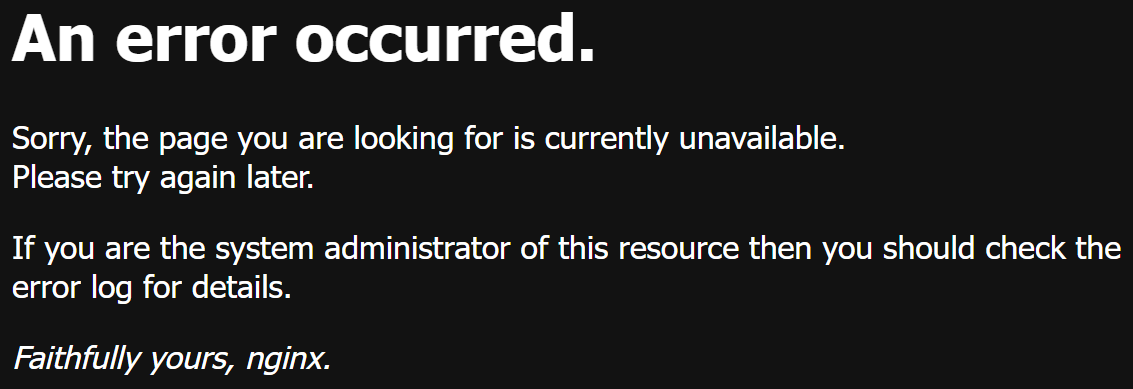 An error occurred.
Sorry, the page you are looking for is currently unavailable.
Please try again later.
If you are the system administrator of this resource then you should check the
error log for details.
Faithfully yours, nginx.